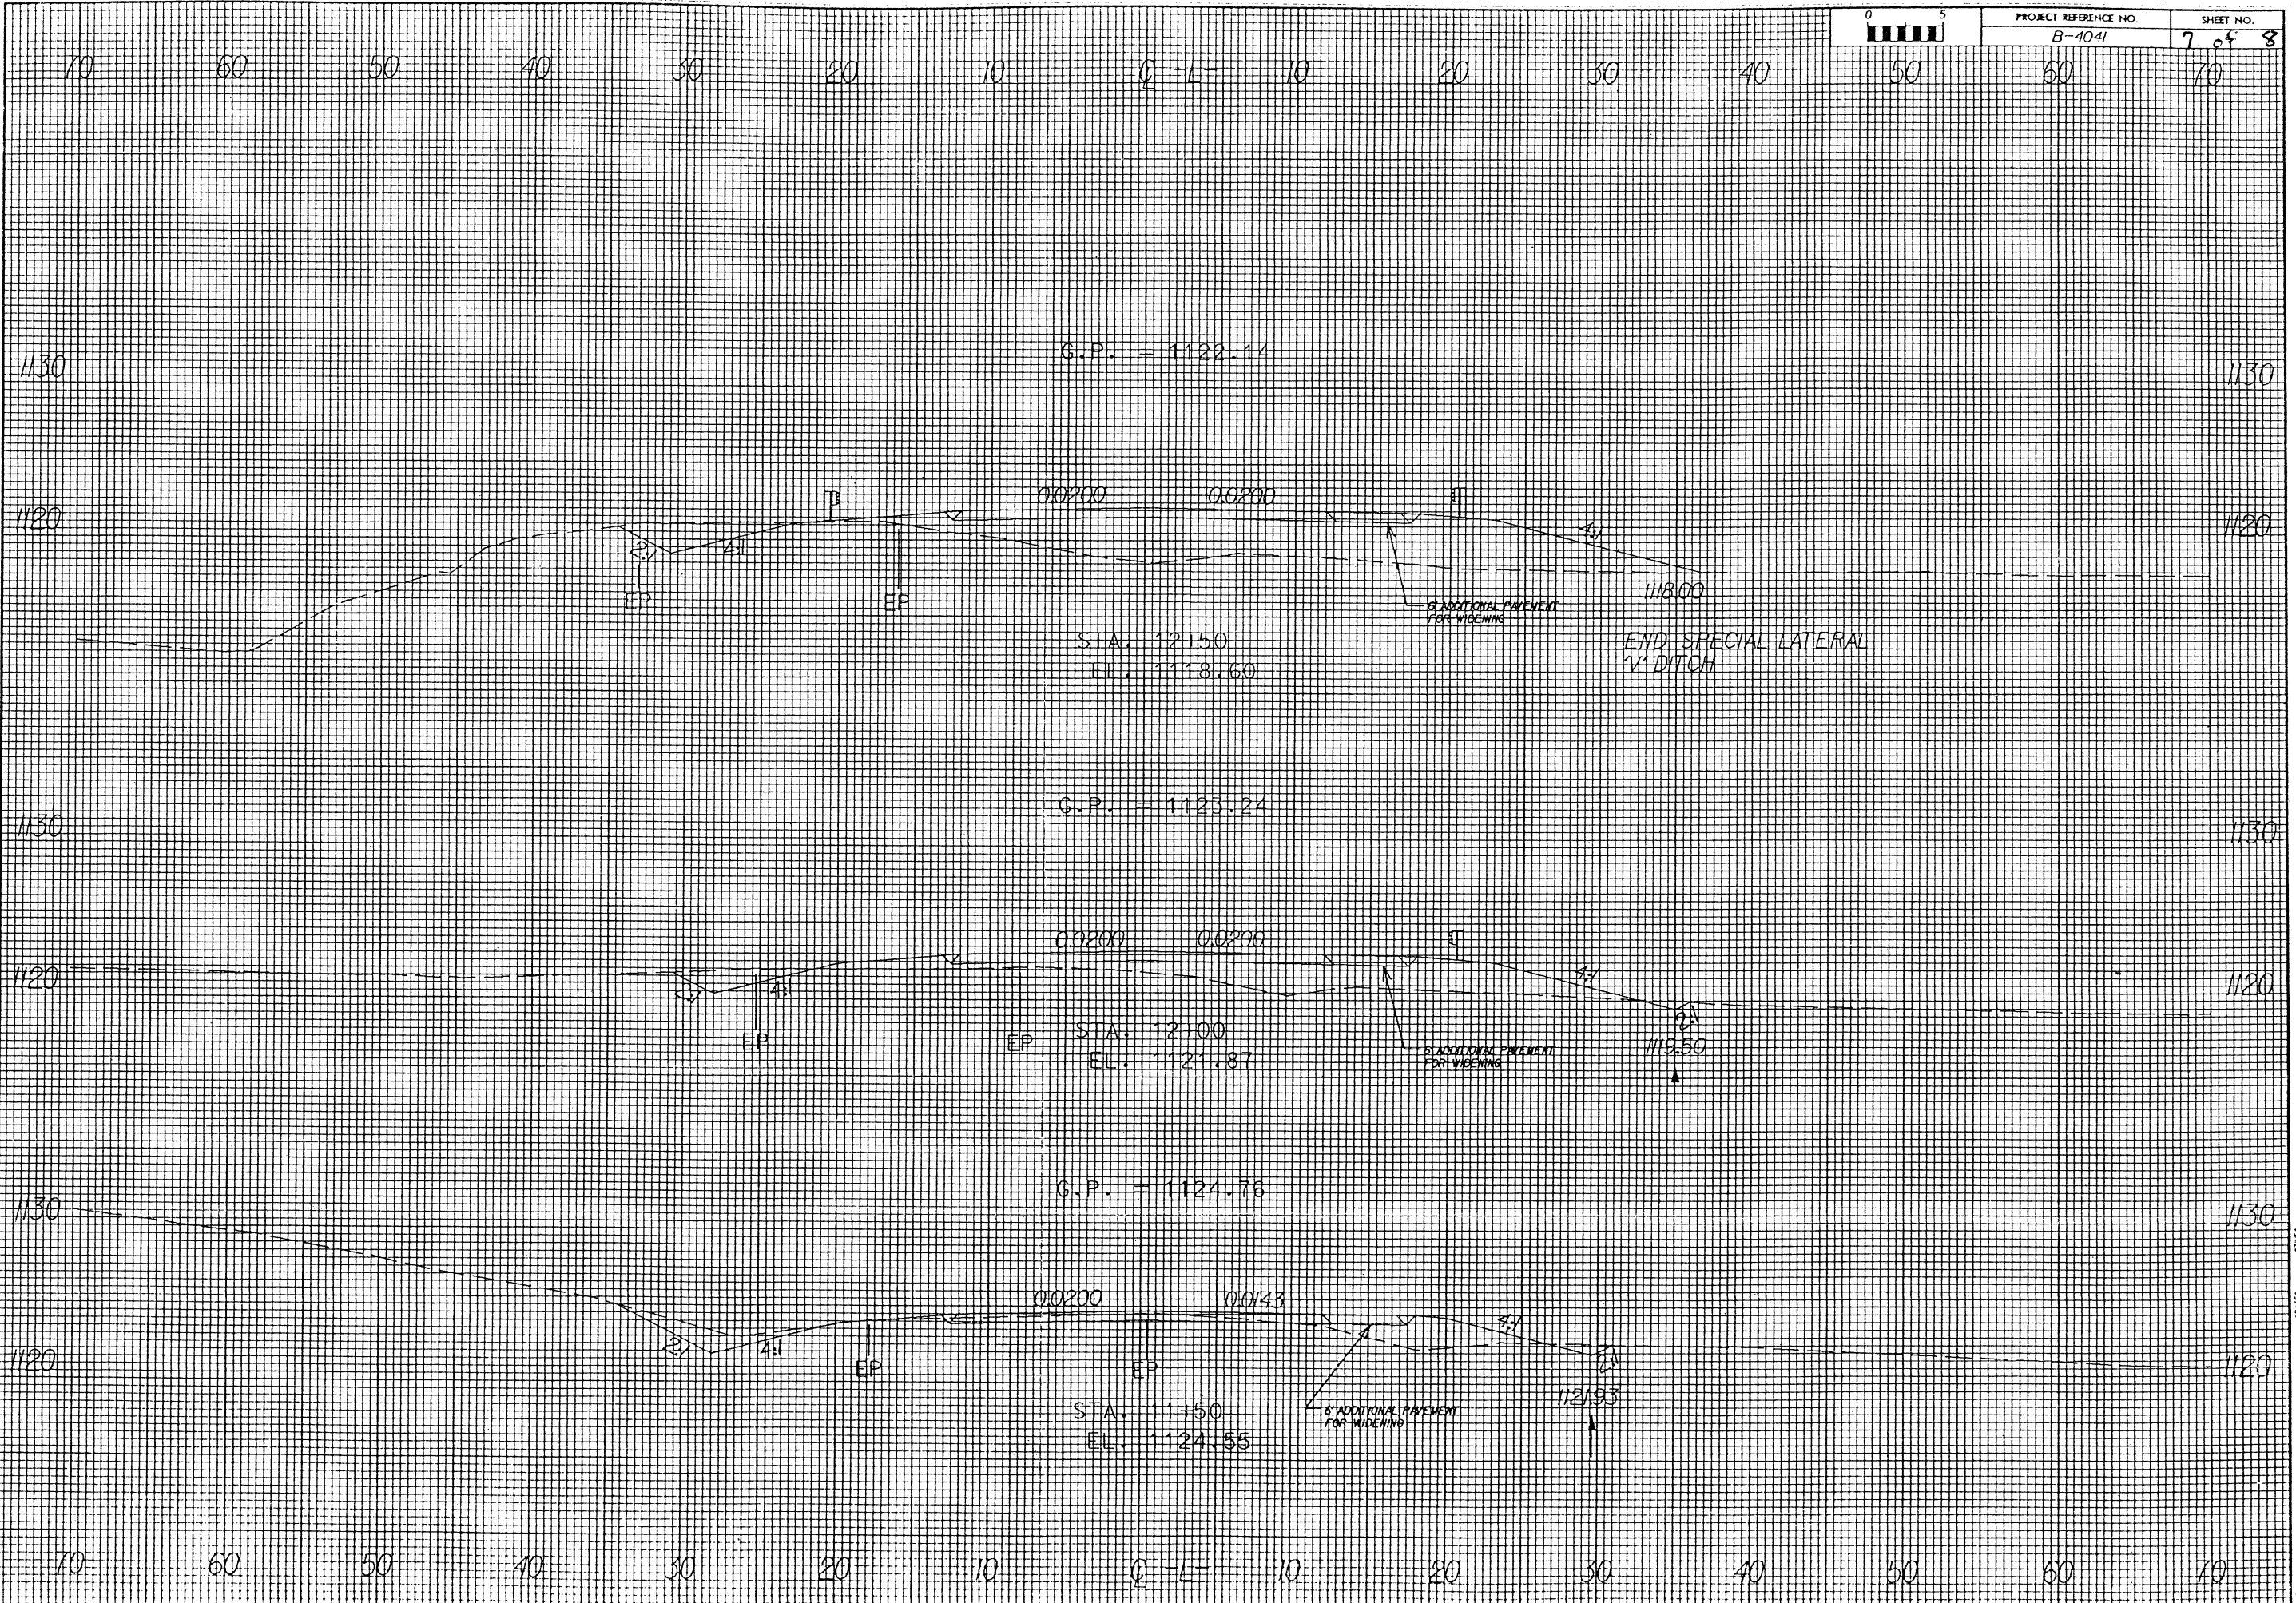 0 5
PROJECT REFERENCE NO.
SHEET NO.
B-4041
7 of 8
70 60 50 40 30 20 10 ℄ -L- 10 20 30 40 50 60 70
G.P. = 1122.14
1130 1130
0.0200 0.0200
1120 1120
2:1 4:1 4:1
EP EP
6' ADDITIONAL PAVEMENT
FOR WIDENING
1118.00
STA. 12+50
EL. 1118.60
END SPECIAL LATERAL
'V' DITCH
G.P. = 1123.24
1130 1130
0.0200 0.0200
1120 1120
2:1 4:1 4:1
2:1
EP EP
STA. 12+00
EL. 1121.87
6' ADDITIONAL PAVEMENT
FOR WIDENING
1119.50
G.P. = 1124.76
1130 1130
0.0200 0.0143
1120 1120
2:1 4:1 4:1
2:1
EP EP
STA. 11+50
EL. 1124.55
6' ADDITIONAL PAVEMENT
FOR WIDENING
1121.93
70 60 50 40 30 20 10 ℄ -L- 10 20 30 40 50 60 70